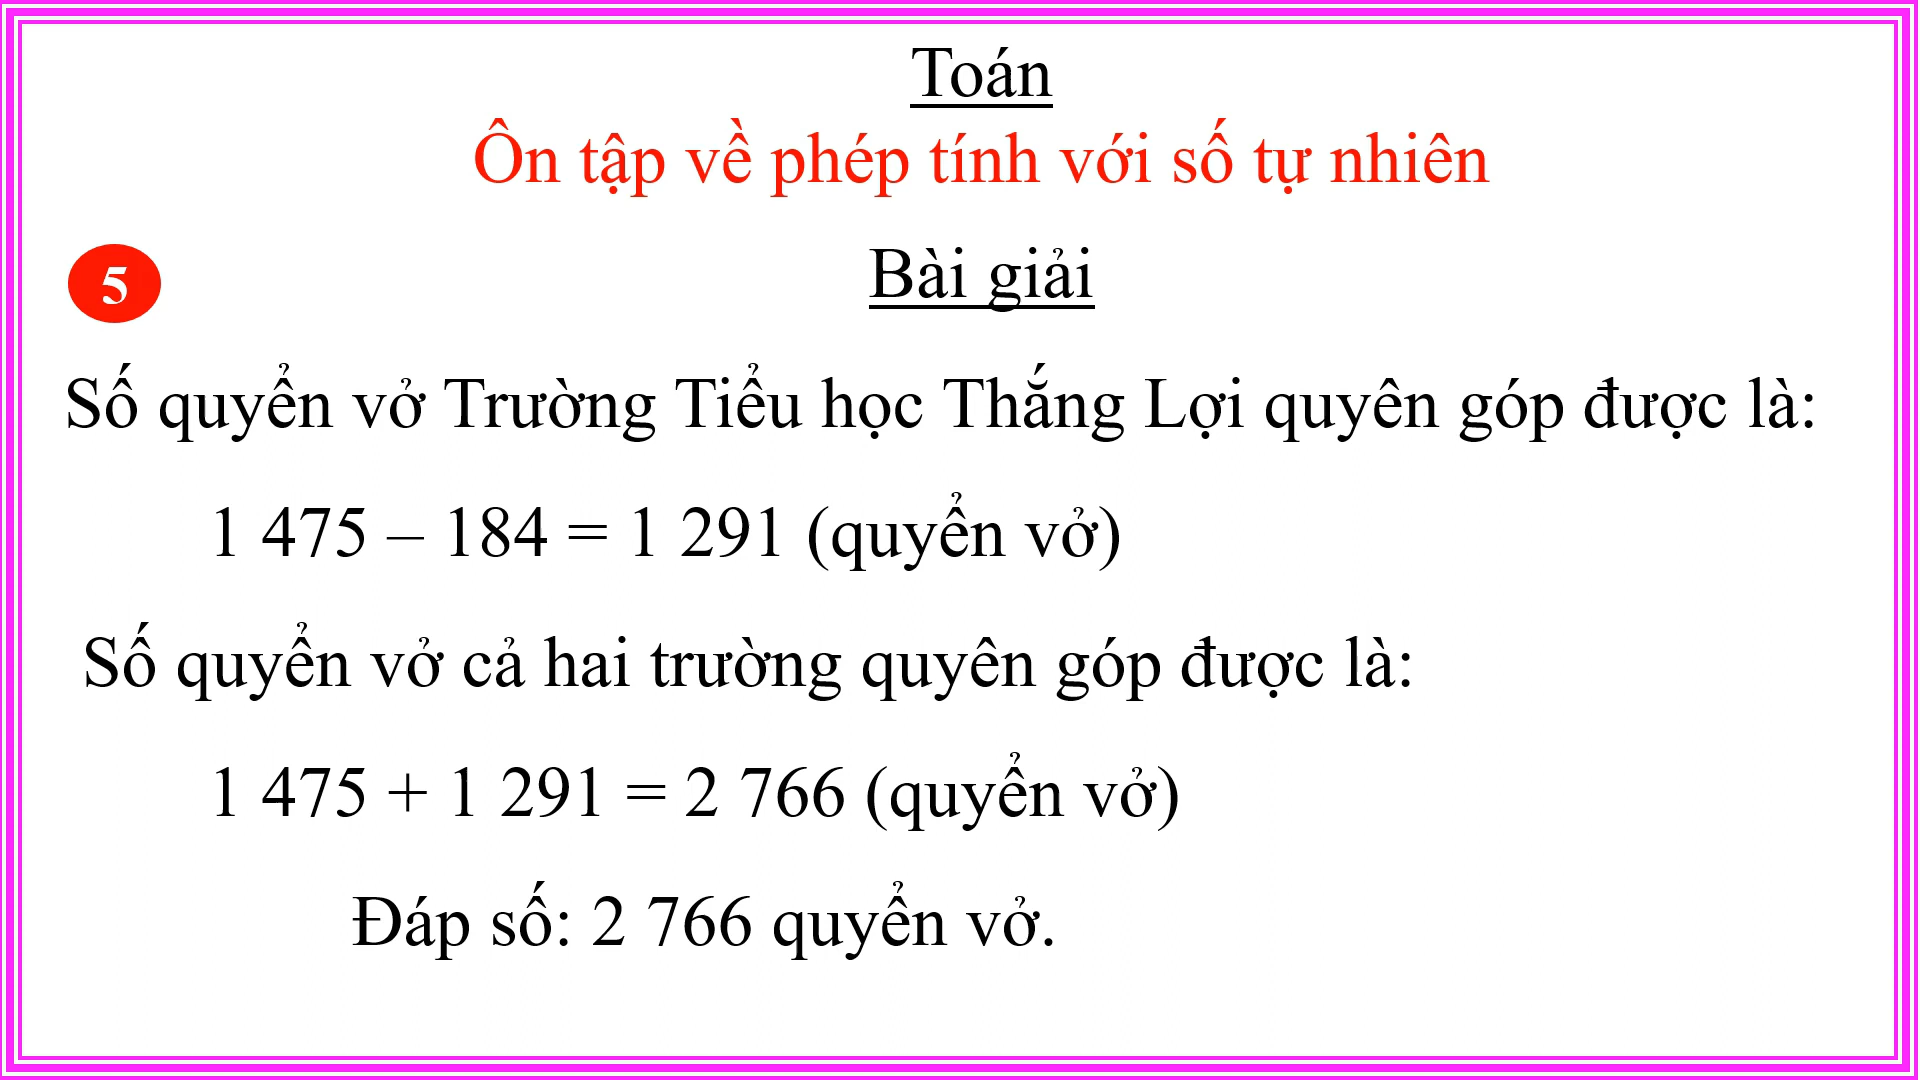 Toán
Ôn tập về phép tính với số tự nhiên
5
Bài giải
Số quyển vở Trường Tiểu học Thắng Lợi quyên góp được là:
1 475 – 184 = 1 291 (quyển vở)
Số quyển vở cả hai trường quyên góp được là:
1 475 + 1 291 = 2 766 (quyển vở)
Đáp số: 2 766 quyển vở.